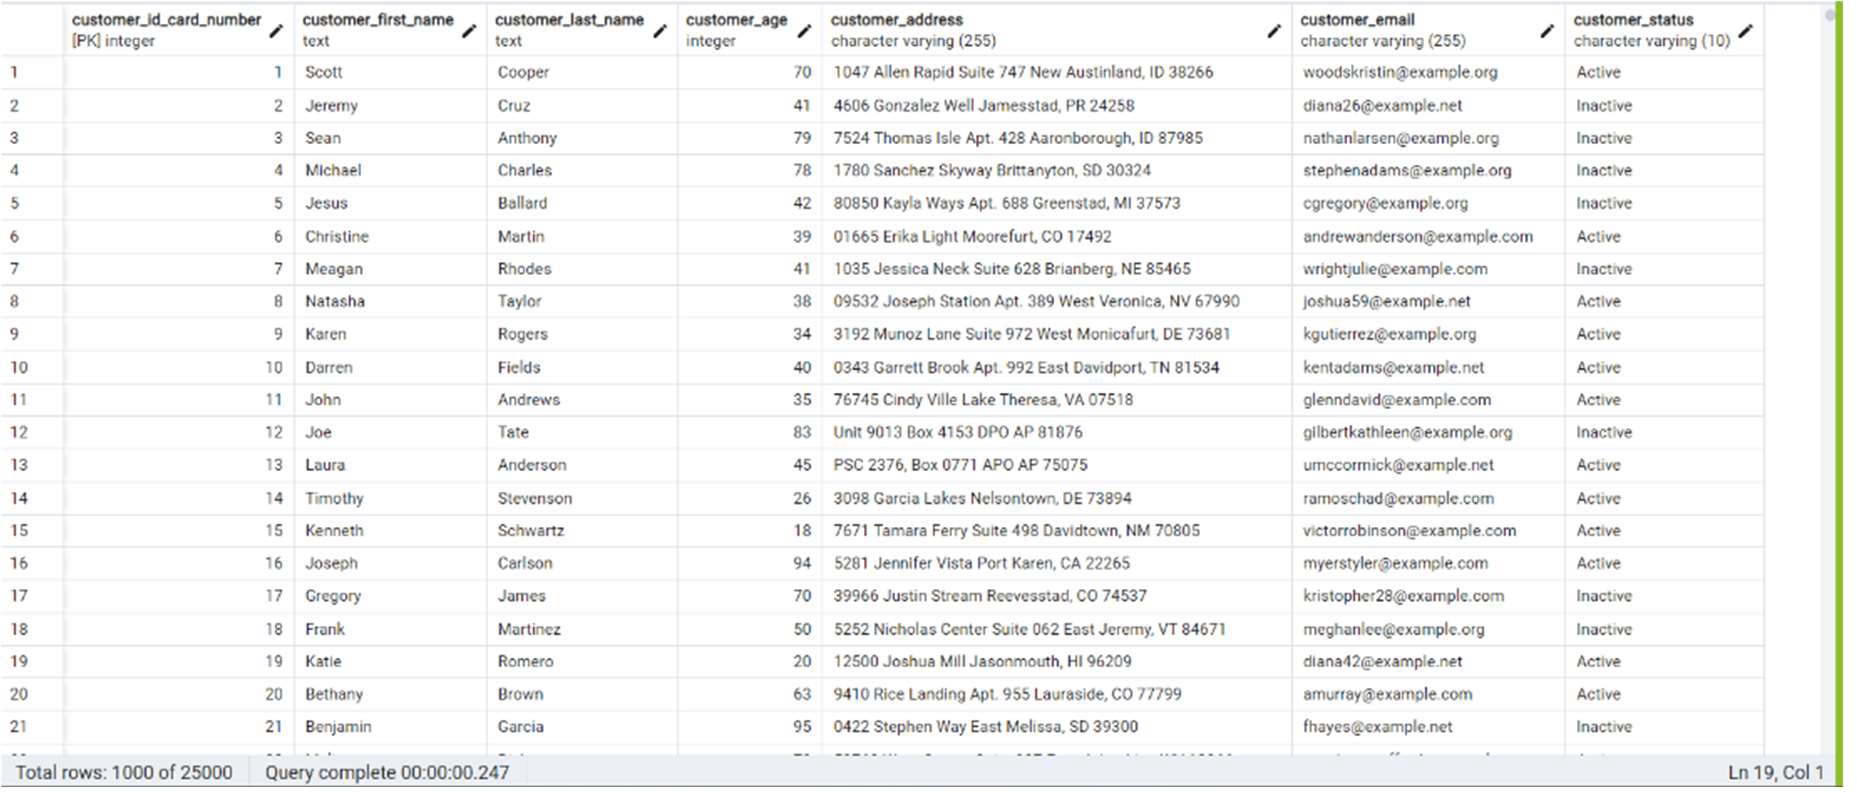 customer_id_card_number customer_first_name customer_last_name customer_age customer_address customer_email customer_status
[PK] integer text text integer character varying (255) character varying (255) character varying (10)
1 1 Scott Cooper 70 1047 Allen Rapid Suite 747 New Austinland, ID 38266 woodskristin@example.org Active
2 2 Jeremy Cruz 41 4606 Gonzalez Well Jamesstad, PR 24258 diana26@example.net Inactive
3 3 Sean Anthony 79 7524 Thomas Isle Apt. 428 Aaronborough, ID 87985 nathanlarsen@example.org Inactive
4 4 Michael Charles 78 1780 Sanchez Skyway Brittanyton, SD 30324 stephenadams@example.org Inactive
5 5 Jesus Ballard 42 80850 Kayla Ways Apt. 688 Greenstad, MI 37573 cgregory@example.org Inactive
6 6 Christine Martin 39 01665 Erika Light Moorefurt, CO 17492 andrewanderson@example.com Active
7 7 Meagan Rhodes 41 1035 Jessica Neck Suite 628 Brianberg, NE 85465 wrightjulie@example.com Inactive
8 8 Natasha Taylor 38 09532 Joseph Station Apt. 389 West Veronica, NV 67990 joshua59@example.net Active
9 9 Karen Rogers 34 3192 Munoz Lane Suite 972 West Monicafurt, DE 73681 kgutierrez@example.org Active
10 10 Darren Fields 40 0343 Garrett Brook Apt. 992 East Davidport, TN 81534 kentadams@example.net Active
11 11 John Andrews 35 76745 Cindy Ville Lake Theresa, VA 07518 glenndavid@example.com Active
12 12 Joe Tate 83 Unit 9013 Box 4153 DPO AP 81876 gilbertkathleen@example.org Inactive
13 13 Laura Anderson 45 PSC 2376, Box 0771 APO AP 75075 umccormick@example.net Active
14 14 Timothy Stevenson 26 3098 Garcia Lakes Nelsontown, DE 73894 ramoschad@example.com Active
15 15 Kenneth Schwartz 18 7671 Tamara Ferry Suite 498 Davidtown, NM 70805 victorrobinson@example.com Active
16 16 Joseph Carlson 94 5281 Jennifer Vista Port Karen, CA 22265 myerstyler@example.com Active
17 17 Gregory James 70 39966 Justin Stream Reevesstad, CO 74537 kristopher28@example.com Inactive
18 18 Frank Martinez 50 5252 Nicholas Center Suite 062 East Jeremy, VT 84671 meghanlee@example.org Inactive
19 19 Katie Romero 20 12500 Joshua Mill Jasonmouth, HI 96209 diana42@example.net Active
20 20 Bethany Brown 63 9410 Rice Landing Apt. 955 Lauraside, CO 77799 amurray@example.com Active
21 21 Benjamin Garcia 95 0422 Stephen Way East Melissa, SD 39300 fhayes@example.net Inactive
Total rows: 1000 of 25000 Query complete 00:00:00.247 Ln 19, Col 1